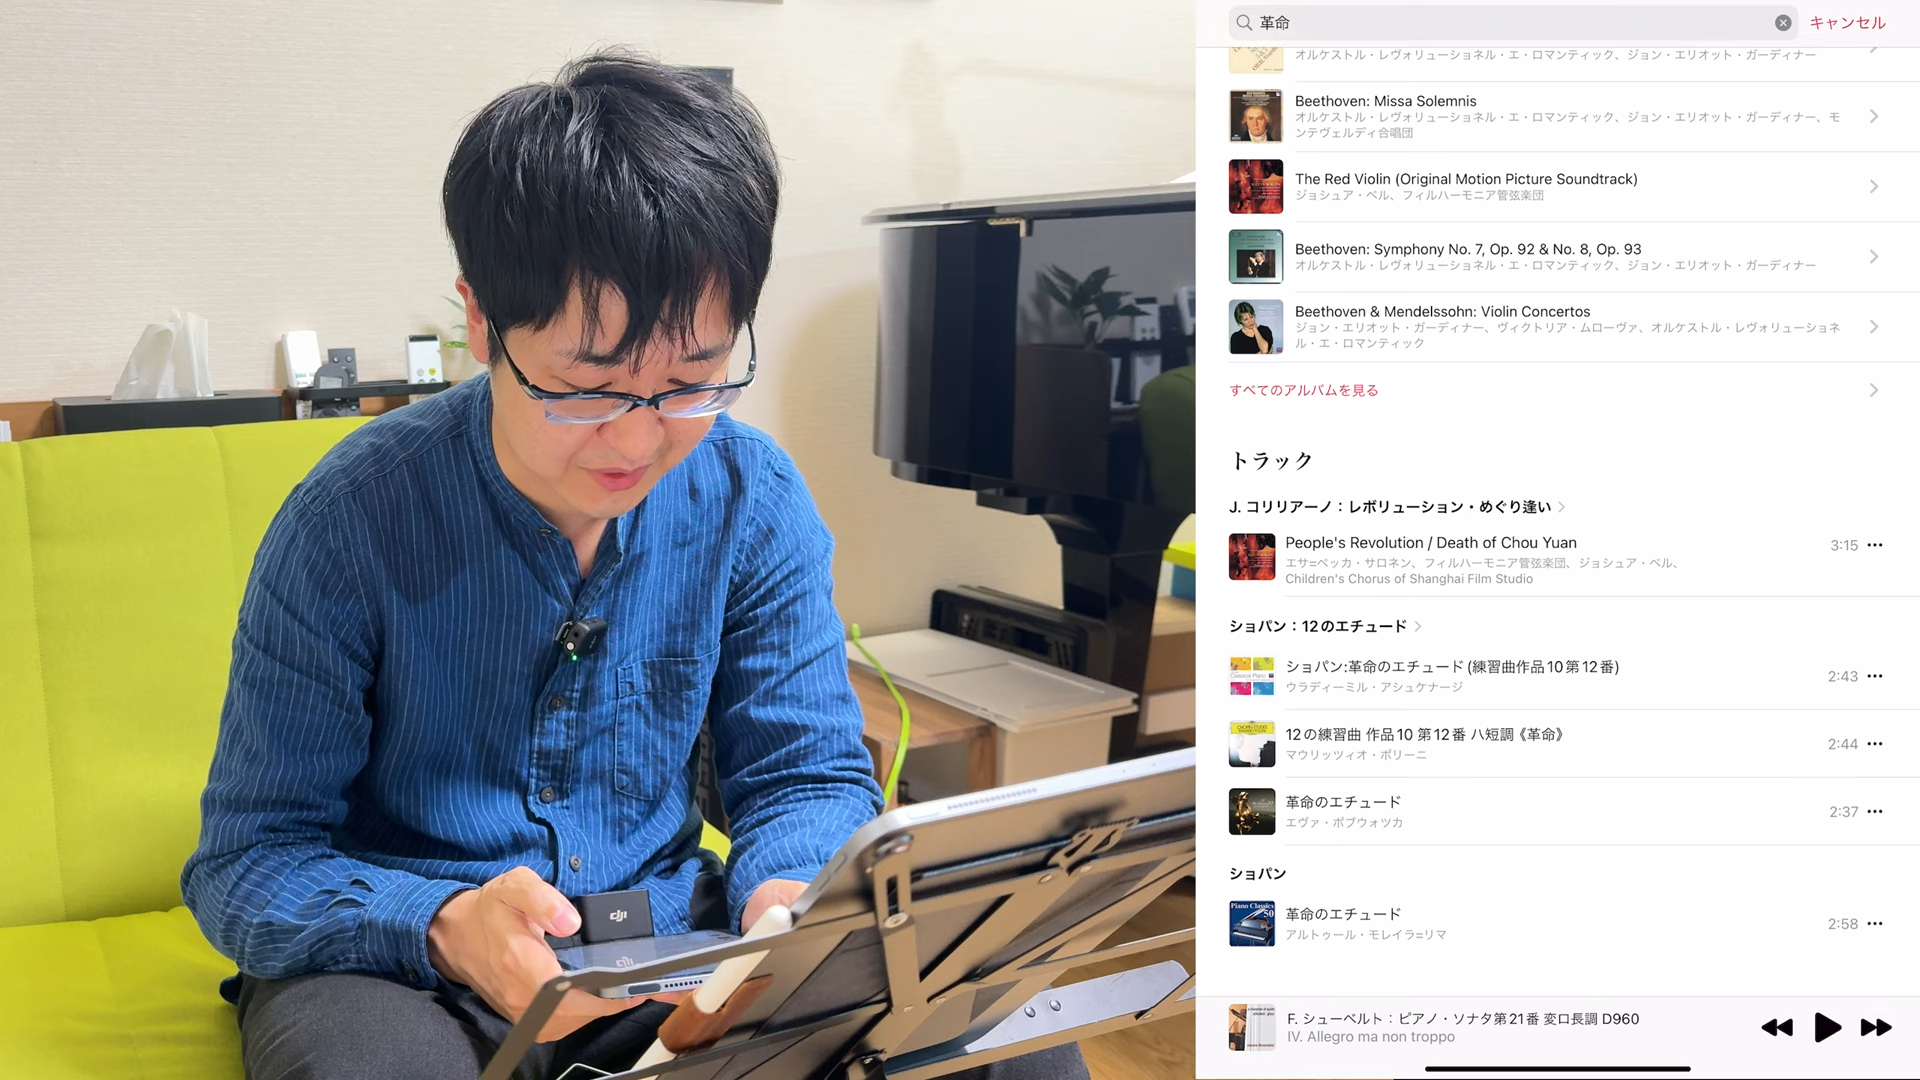 革命
キャンセル
オルケストル・レヴォリューショネル・エ・ロマンティック、ジョン・エリオット・ガーディナー
Beethoven: Missa Solemnis
オルケストル・レヴォリューショネル・エ・ロマンティック、ジョン・エリオット・ガーディナー、モ
ンテヴェルディ合唱団
The Red Violin (Original Motion Picture Soundtrack)
ジョシュア・ベル、フィルハーモニア管弦楽団
Beethoven: Symphony No. 7, Op. 92 & No. 8, Op. 93
オルケストル・レヴォリューショネル・エ・ロマンティック、ジョン・エリオット・ガーディナー
Beethoven & Mendelssohn: Violin Concertos
ジョン・エリオット・ガーディナー、ヴィクトリア・ムローヴァ、オルケストル・レヴォリューショネ
ル・エ・ロマンティック
すべてのアルバムを見る
トラック
J. コリリアーノ：レボリューション・めぐり逢い
People's Revolution / Death of Chou Yuan
3:15
エサ=ペッカ・サロネン、フィルハーモニア管弦楽団、ジョシュア・ベル、
Children's Chorus of Shanghai Film Studio
ショパン：12のエチュード
ショパン:革命のエチュード (練習曲作品10第12番)
2:43
ウラディーミル・アシュケナージ
12の練習曲 作品10 第12番 ハ短調《革命》
2:44
マウリッツィオ・ポリーニ
革命のエチュード
2:37
エヴァ・ポブウォツカ
ショパン
Piano Classics
50
革命のエチュード
2:58
アルトゥール・モレイラ=リマ
F. シューベルト：ピアノ・ソナタ第21番 変ロ長調 D960
IV. Allegro ma non troppo
dji